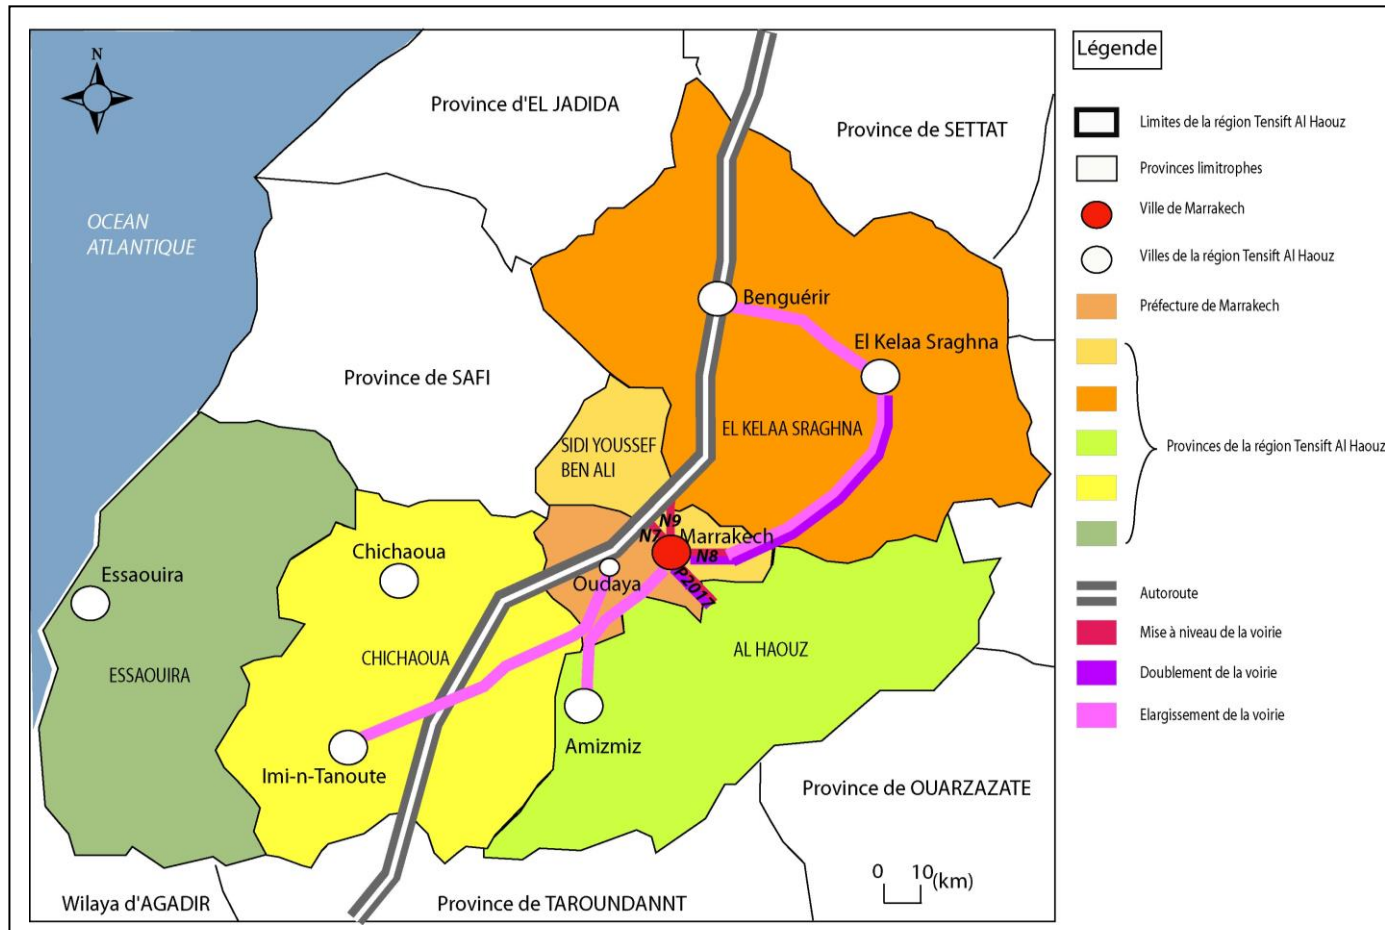 N
Province d'EL JADIDA
Province de SETTAT
OCEAN
ATLANTIQUE
Benguérir
El Kelaa Sraghna
Province de SAFI
EL KELAA SRAGHNA
SIDI YOUSSEF
BEN ALI
N9
N7
Marrakech
N8
Chichaoua
Oudaya
P2017
Essaouira
CHICHAOUA
AL HAOUZ
ESSAOUIRA
Amizmiz
Imi-n-Tanoute
Province de OUARZAZATE
0 10(km)
Wilaya d'AGADIR
Province de TAROUNDANNT
Légende
Limites de la région Tensift Al Haouz
Provinces limitrophes
Ville de Marrakech
Villes de la région Tensift Al Haouz
Préfecture de Marrakech
Provinces de la région Tensift Al Haouz
Autoroute
Mise à niveau de la voirie
Doublement de la voirie
Elargissement de la voirie